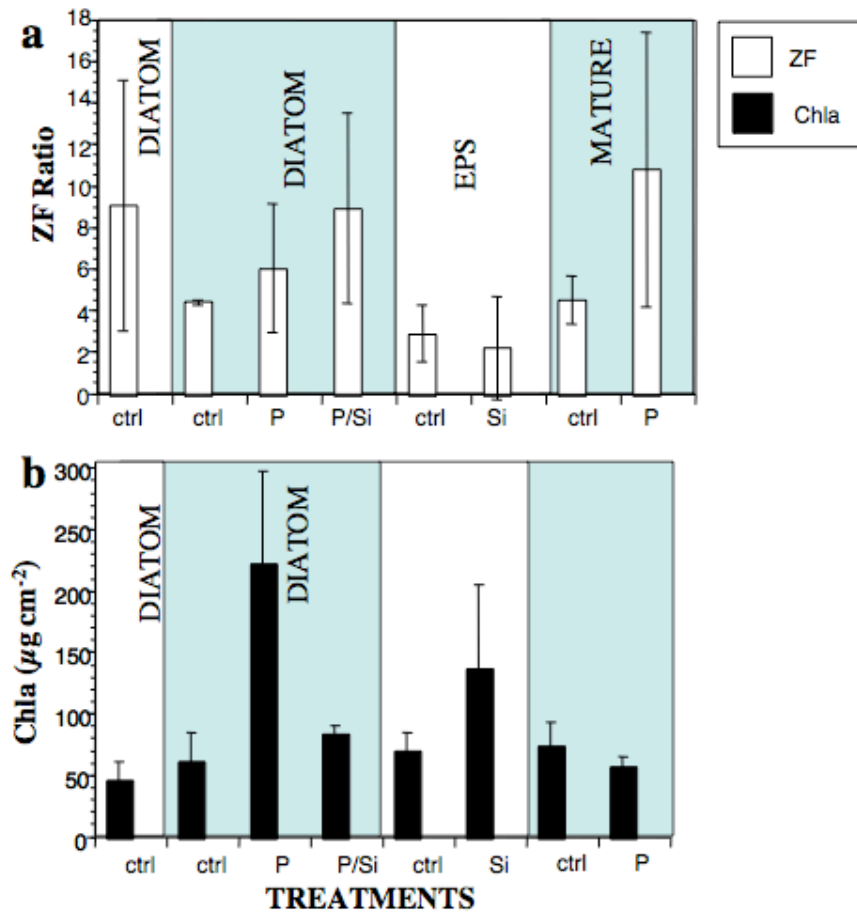 a
ZF Ratio
18
16
14
12
10
8
6
4
2
0
DIATOM
DIATOM
EPS
MATURE
ctrl
ctrl
P
P/Si
ctrl
Si
ctrl
P
ZF
Chla
b
Chla (µg cm⁻²)
300
250
200
150
100
50
0
DIATOM
DIATOM
ctrl
ctrl
P
P/Si
ctrl
Si
ctrl
P
TREATMENTS